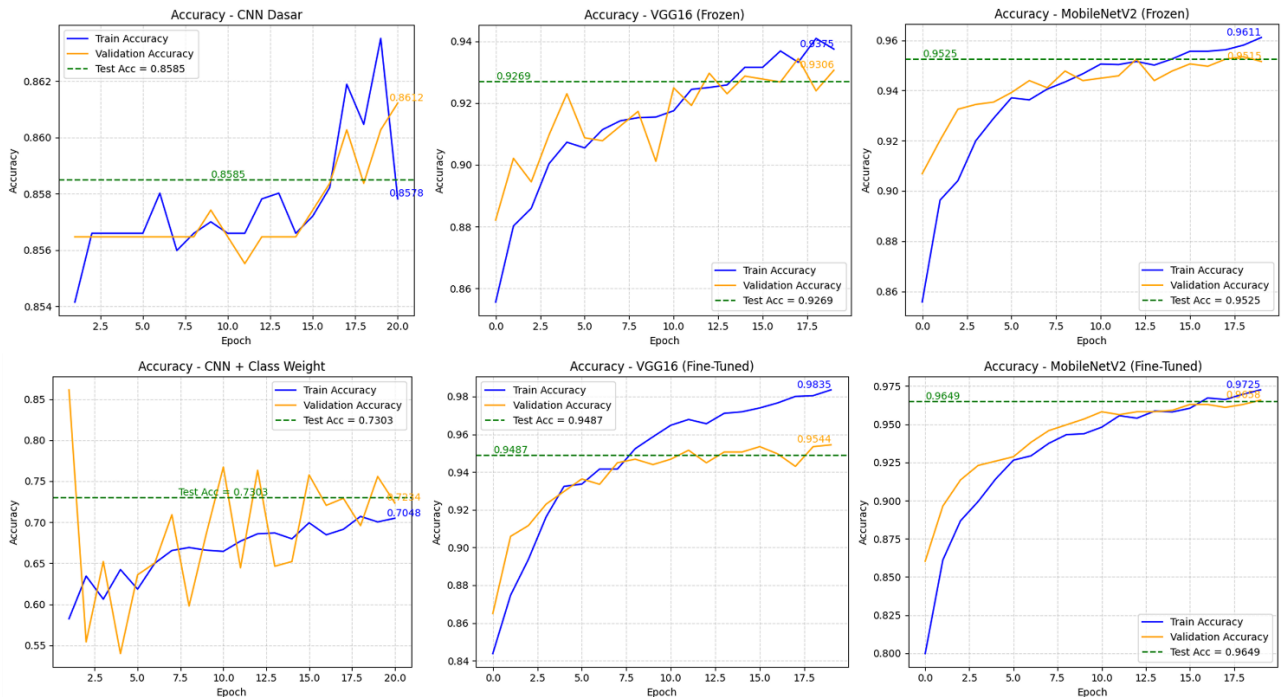 Accuracy - CNN Dasar
Train Accuracy
Validation Accuracy
Test Acc = 0.8585
0.8612
0.8585
0.8578
Accuracy
0.862
0.860
0.858
0.856
0.854
2.5 5.0 7.5 10.0 12.5 15.0 17.5 20.0
Epoch
Accuracy - VGG16 (Frozen)
0.9375
0.9306
0.9269
Accuracy
0.94
0.92
0.90
0.88
0.86
Train Accuracy
Validation Accuracy
Test Acc = 0.9269
0.0 2.5 5.0 7.5 10.0 12.5 15.0 17.5
Epoch
Accuracy - MobileNetV2 (Frozen)
0.9611
0.9525
0.9515
Accuracy
0.96
0.94
0.92
0.90
0.88
0.86
Train Accuracy
Validation Accuracy
Test Acc = 0.9525
0.0 2.5 5.0 7.5 10.0 12.5 15.0 17.5
Epoch
Accuracy - CNN + Class Weight
Train Accuracy
Validation Accuracy
Test Acc = 0.7303
Test Acc = 0.7303
0.7048
Accuracy
0.85
0.80
0.75
0.70
0.65
0.60
0.55
2.5 5.0 7.5 10.0 12.5 15.0 17.5 20.0
Epoch
Accuracy - VGG16 (Fine-Tuned)
Train Accuracy
Validation Accuracy
Test Acc = 0.9487
0.9835
0.9544
0.9487
Accuracy
0.98
0.96
0.94
0.92
0.90
0.88
0.86
0.84
0.0 2.5 5.0 7.5 10.0 12.5 15.0 17.5
Epoch
Accuracy - MobileNetV2 (Fine-Tuned)
0.9725
0.9649
Accuracy
0.975
0.950
0.925
0.900
0.875
0.850
0.825
0.800
Train Accuracy
Validation Accuracy
Test Acc = 0.9649
0.0 2.5 5.0 7.5 10.0 12.5 15.0 17.5
Epoch